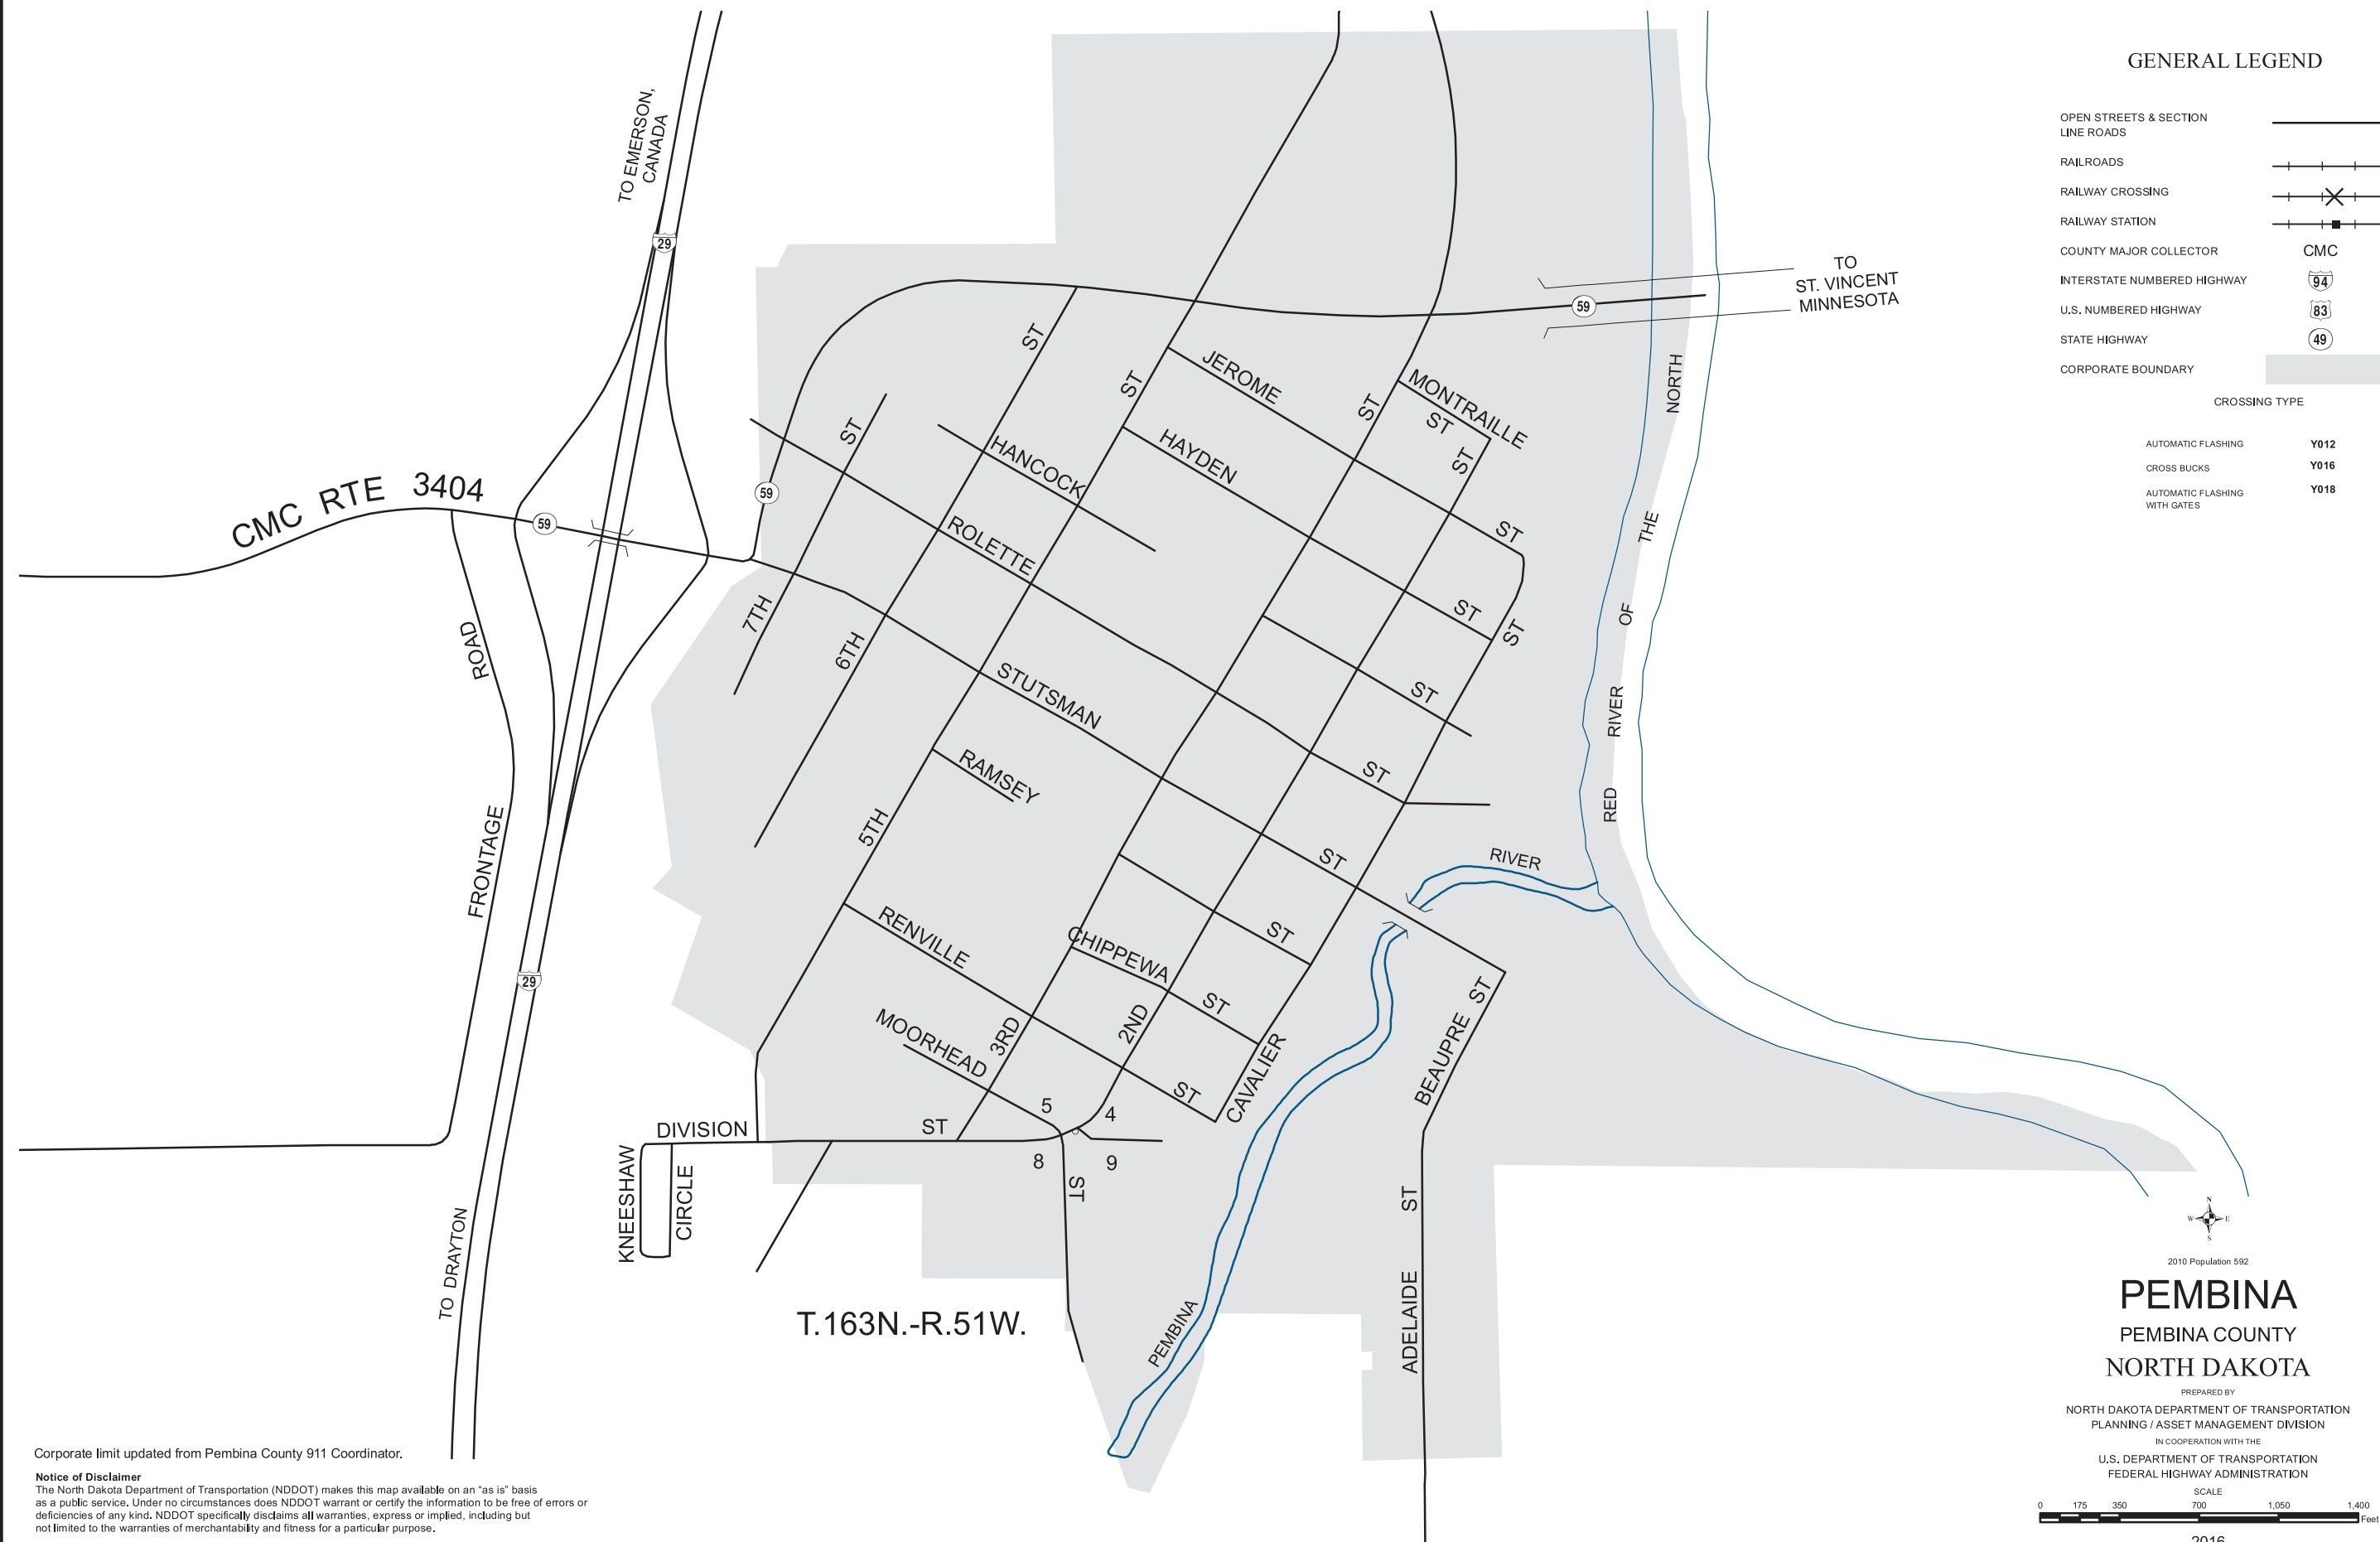 TO EMERSON,
CANADA
29
TO
ST. VINCENT
MINNESOTA
59
ST
ST
ST
ST
JEROME
MONTRAILLE
ST
ST
HANCOCK
HAYDEN
NORTH
CMC RTE 3404
59
59
ROLETTE
ST
THE
7TH
6TH
ST
ST
OF
ROAD
STUTSMAN
ST
RIVER
RAMSEY
ST
RED
5TH
ST
RIVER
FRONTAGE
RENVILLE
CHIPPEWA
ST
ST
29
BEAUPRE ST
MOORHEAD
3RD
2ND
CAVALIER
ST
5
4
DIVISION
ST
8
9
KNEESHAW
CIRCLE
ST
ADELAIDE ST
TO DRAYTON
PEMBINA
T.163N.-R.51W.
Corporate limit updated from Pembina County 911 Coordinator.
Notice of Disclaimer
The North Dakota Department of Transportation (NDDOT) makes this map available on an "as is" basis
as a public service. Under no circumstances does NDDOT warrant or certify the information to be free of errors or
deficiencies of any kind. NDDOT specifically disclaims all warranties, express or implied, including but
not limited to the warranties of merchantability and fitness for a particular purpose.
GENERAL LEGEND
OPEN STREETS & SECTION
LINE ROADS
RAILROADS
RAILWAY CROSSING
RAILWAY STATION
COUNTY MAJOR COLLECTOR CMC
INTERSTATE NUMBERED HIGHWAY 94
U.S. NUMBERED HIGHWAY 83
STATE HIGHWAY 49
CORPORATE BOUNDARY
CROSSING TYPE
AUTOMATIC FLASHING Y012
CROSS BUCKS Y016
AUTOMATIC FLASHING Y018
WITH GATES
N
W E
S
2010 Population 592
PEMBINA
PEMBINA COUNTY
NORTH DAKOTA
PREPARED BY
NORTH DAKOTA DEPARTMENT OF TRANSPORTATION
PLANNING / ASSET MANAGEMENT DIVISION
IN COOPERATION WITH THE
U.S. DEPARTMENT OF TRANSPORTATION
FEDERAL HIGHWAY ADMINISTRATION
SCALE
0 175 350 700 1,050 1,400
Feet
2016